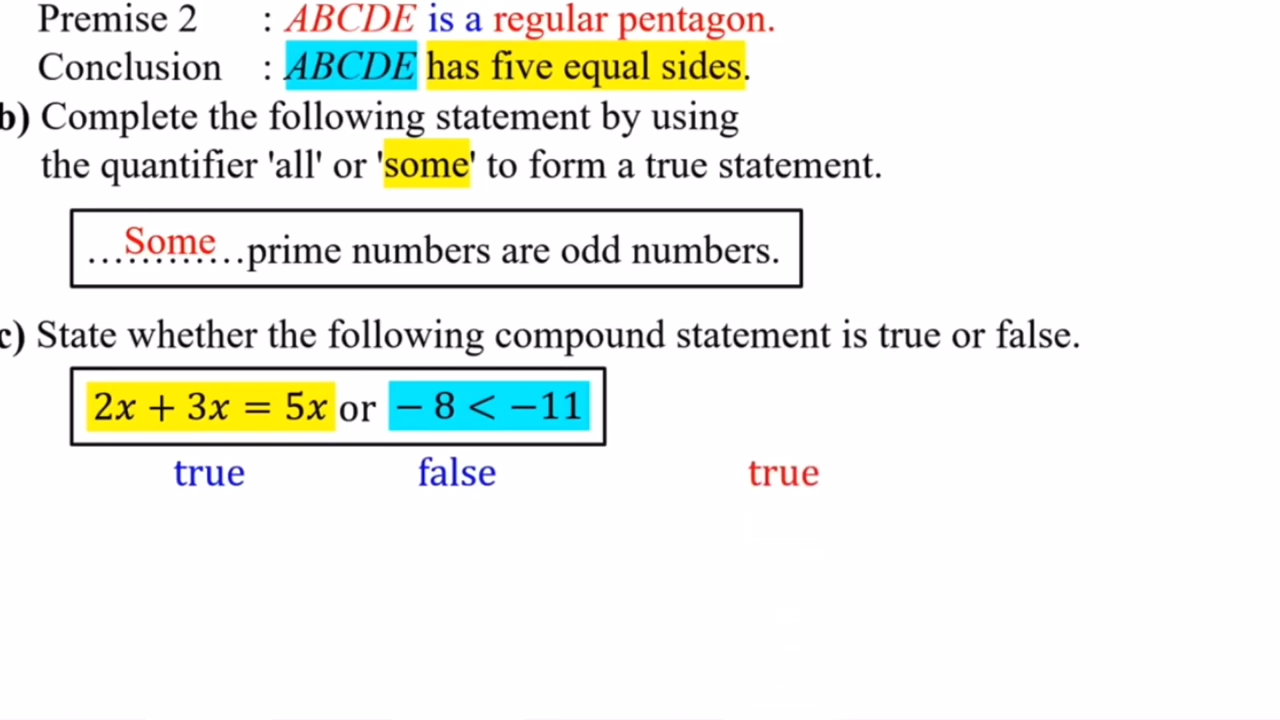 Premise 2 : ABCDE is a regular pentagon.
Conclusion : ABCDE has five equal sides.
b) Complete the following statement by using
the quantifier 'all' or 'some' to form a true statement.
...Some...prime numbers are odd numbers.
c) State whether the following compound statement is true or false.
2x + 3x = 5x or − 8 < −11
true false true